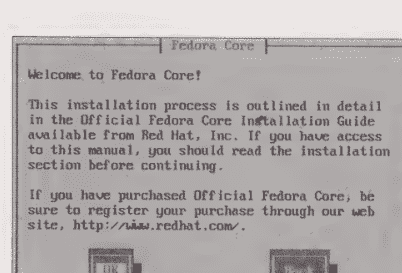 Fedora Core
Welcome to Fedora Core!
This installation process is outlined in detail
in the Official Fedora Core Installation Guide
available from Red Hat, Inc. If you have access
to this manual, you should read the installation
section before continuing.
If you have purchased Official Fedora Core, be
sure to register your purchase through our web
site, http://www.redhat.com/.